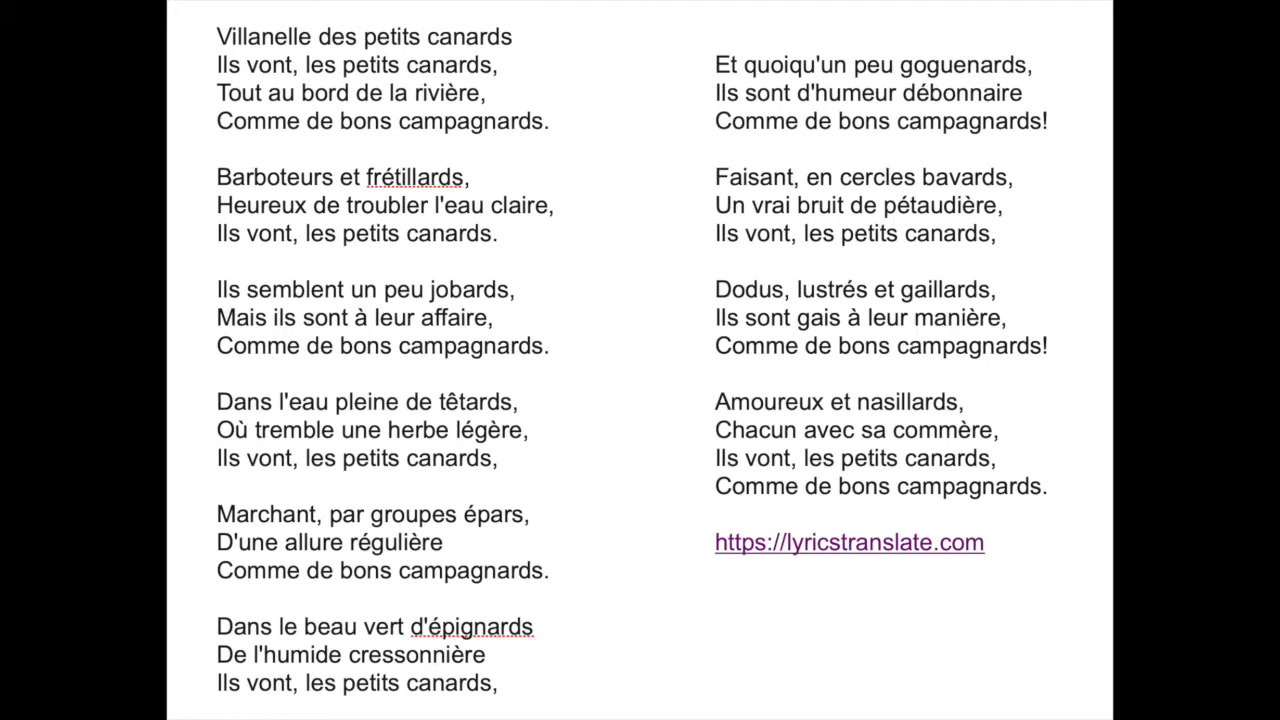 Villanelle des petits canards
Ils vont, les petits canards,
Tout au bord de la rivière,
Comme de bons campagnards.

Barboteurs et frétillards,
Heureux de troubler l'eau claire,
Ils vont, les petits canards.

Ils semblent un peu jobards,
Mais ils sont à leur affaire,
Comme de bons campagnards.

Dans l'eau pleine de têtards,
Où tremble une herbe légère,
Ils vont, les petits canards,

Marchant, par groupes épars,
D'une allure régulière
Comme de bons campagnards.

Dans le beau vert d'épignards
De l'humide cressonnière
Ils vont, les petits canards,

Et quoiqu'un peu goguenards,
Ils sont d'humeur débonnaire
Comme de bons campagnards!

Faisant, en cercles bavards,
Un vrai bruit de pétaudière,
Ils vont, les petits canards,

Dodus, lustrés et gaillards,
Ils sont gais à leur manière,
Comme de bons campagnards!

Amoureux et nasillards,
Chacun avec sa commère,
Ils vont, les petits canards,
Comme de bons campagnards.

https://lyricstranslate.com